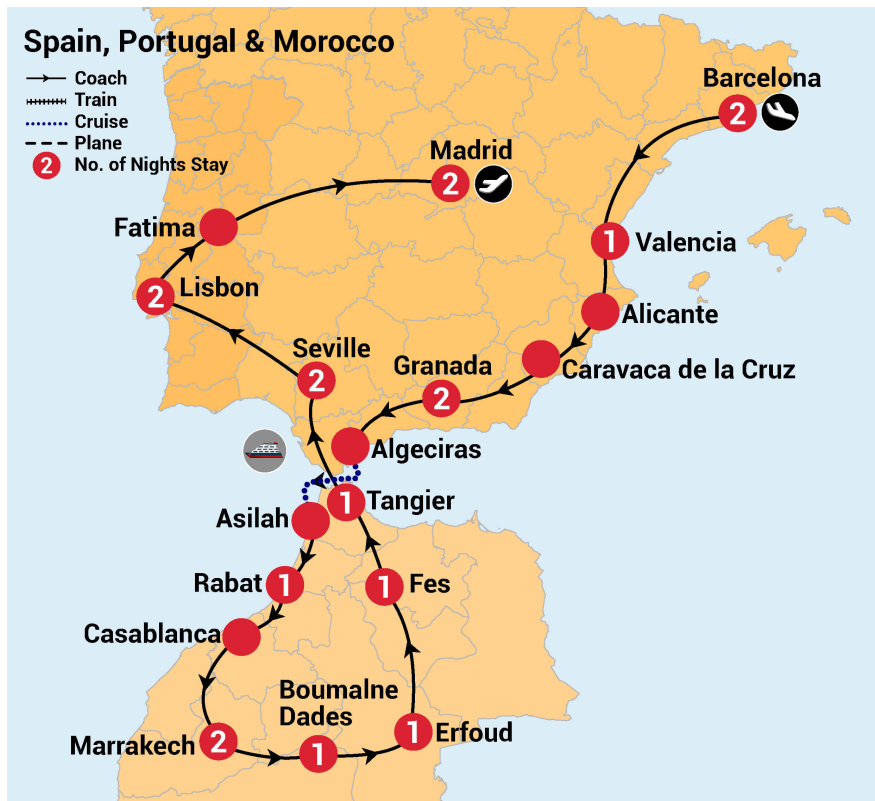 Spain, Portugal & Morocco
Coach
Train
Cruise
Plane
2 No. of Nights Stay
Barcelona
2
Madrid
2
Fatima
1 Valencia
2 Lisbon
Alicante
Seville
2
Granada
2
Caravaca de la Cruz
Algeciras
1 Tangier
Asilah
Rabat 1
1 Fes
Casablanca
Boumalne
Dades
1
Marrakech 2
1 Erfoud